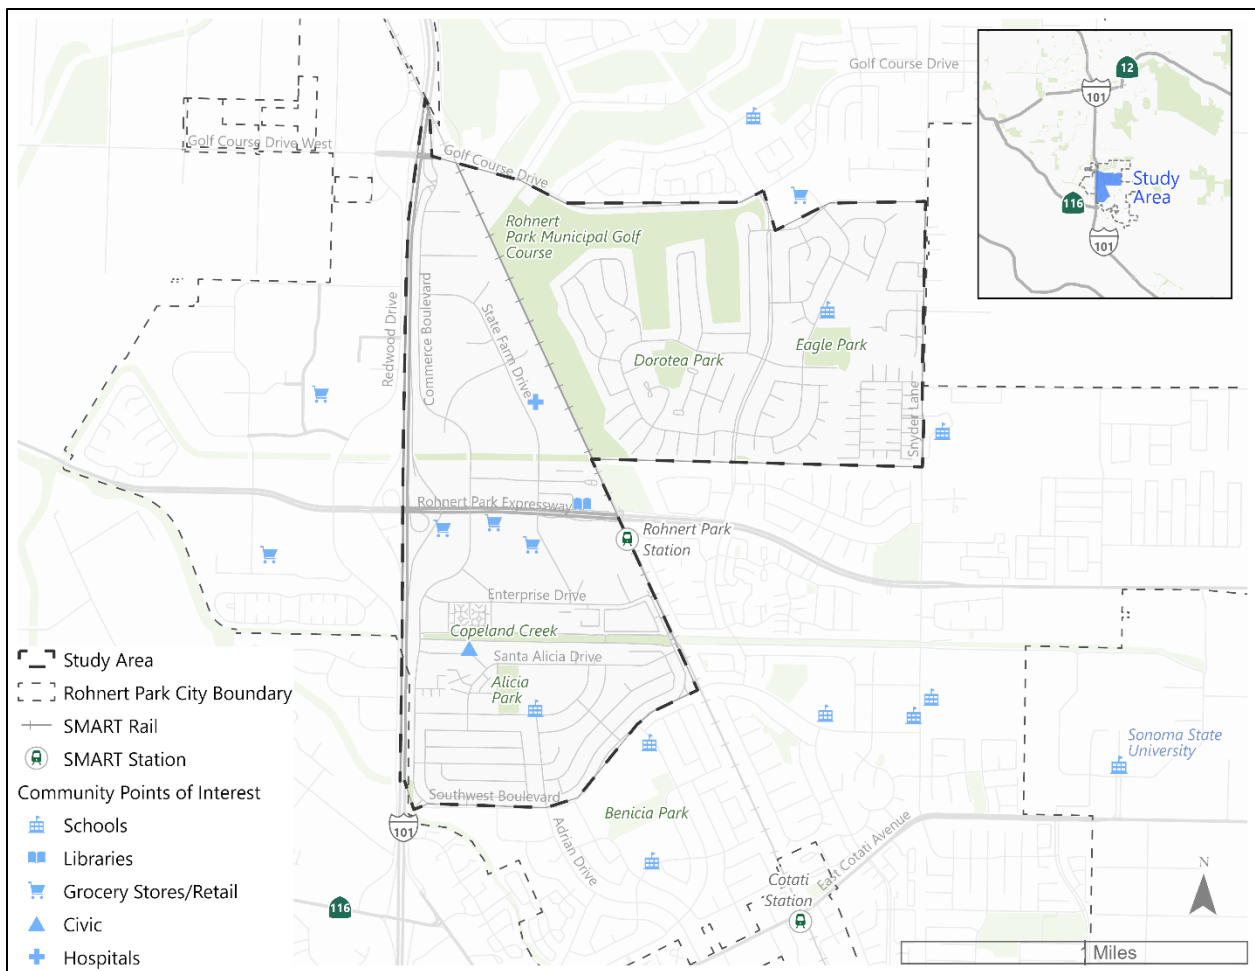 Golf Course Drive
12
101
Study
Area
116
101
Golf Course Drive West
Golf Course Drive
Rohnert
Park Municipal Golf
Course
Redwood Drive
Commerce Boulevard
State Farm Drive
Dorotea Park
Eagle Park
Snyder Lane
Rohnert Park Expressway
Rohnert Park
Station
Enterprise Drive
Copeland Creek
Santa Alicia Drive
Alicia
Park
Sonoma State
University
Southwest Boulevard
Benicia Park
Adrian Drive
East Cotati Avenue
Cotati
Station
101
116
N
Miles
Study Area
Rohnert Park City Boundary
SMART Rail
SMART Station
Community Points of Interest
Schools
Libraries
Grocery Stores/Retail
Civic
Hospitals